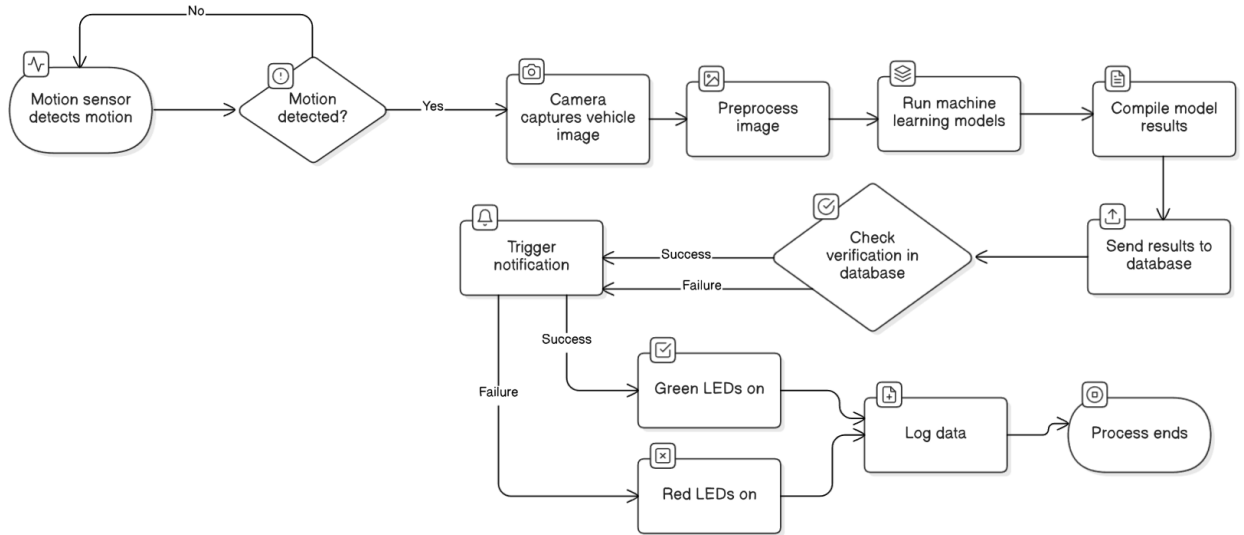 No
Motion sensor
detects motion
Motion
detected?
Yes
Camera
captures vehicle
image
Preprocess
image
Run machine
learning models
Compile model
results
Send results to
database
Check
verification in
database
Success
Failure
Trigger
notification
Success
Failure
Green LEDs on
Red LEDs on
Log data
Process ends